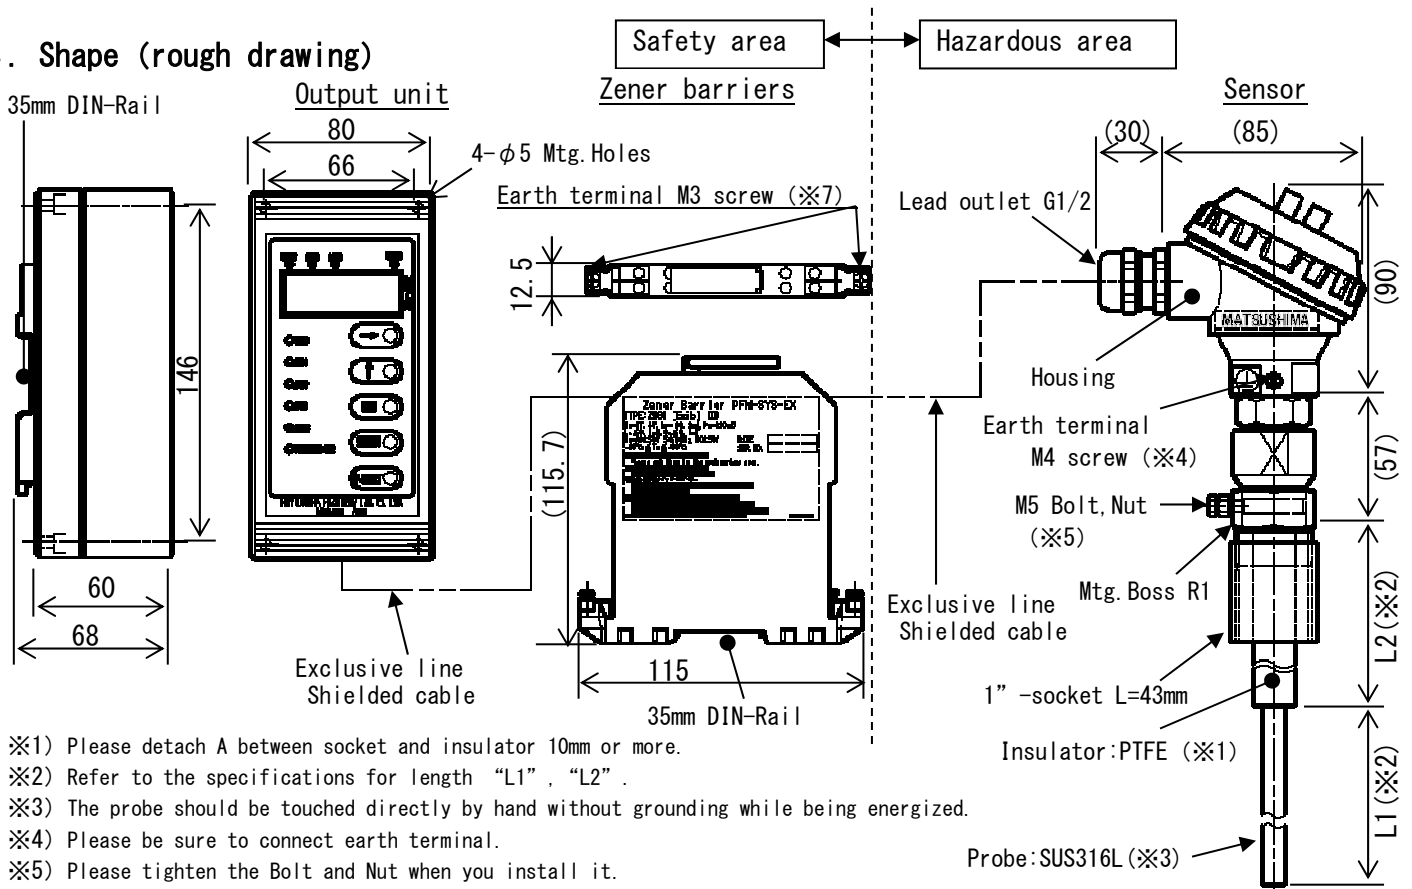 . Shape (rough drawing)
Safety area
Hazardous area
35mm DIN-Rail
Output unit
Zener barriers
Sensor
80
66
4-φ5 Mtg.Holes
Earth terminal M3 screw (※7)
Lead outlet G1/2
(30)
(85)
12.5
146
(90)
MATSUSHIMA
Housing
Earth terminal
M4 screw (※4)
(57)
Zener Barrier PFM-SYS-EX
(115.7)
M5 Bolt,Nut
(※5)
Mtg.Boss R1
60
68
Exclusive line
Shielded cable
Exclusive line
Shielded cable
115
35mm DIN-Rail
L2(※2)
1” -socket L=43mm
Insulator:PTFE (※1)
L1(※2)
Probe:SUS316L(※3)
※1) Please detach A between socket and insulator 10mm or more.
※2) Refer to the specifications for length “L1”, “L2”.
※3) The probe should be touched directly by hand without grounding while being energized.
※4) Please be sure to connect earth terminal.
※5) Please tighten the Bolt and Nut when you install it.